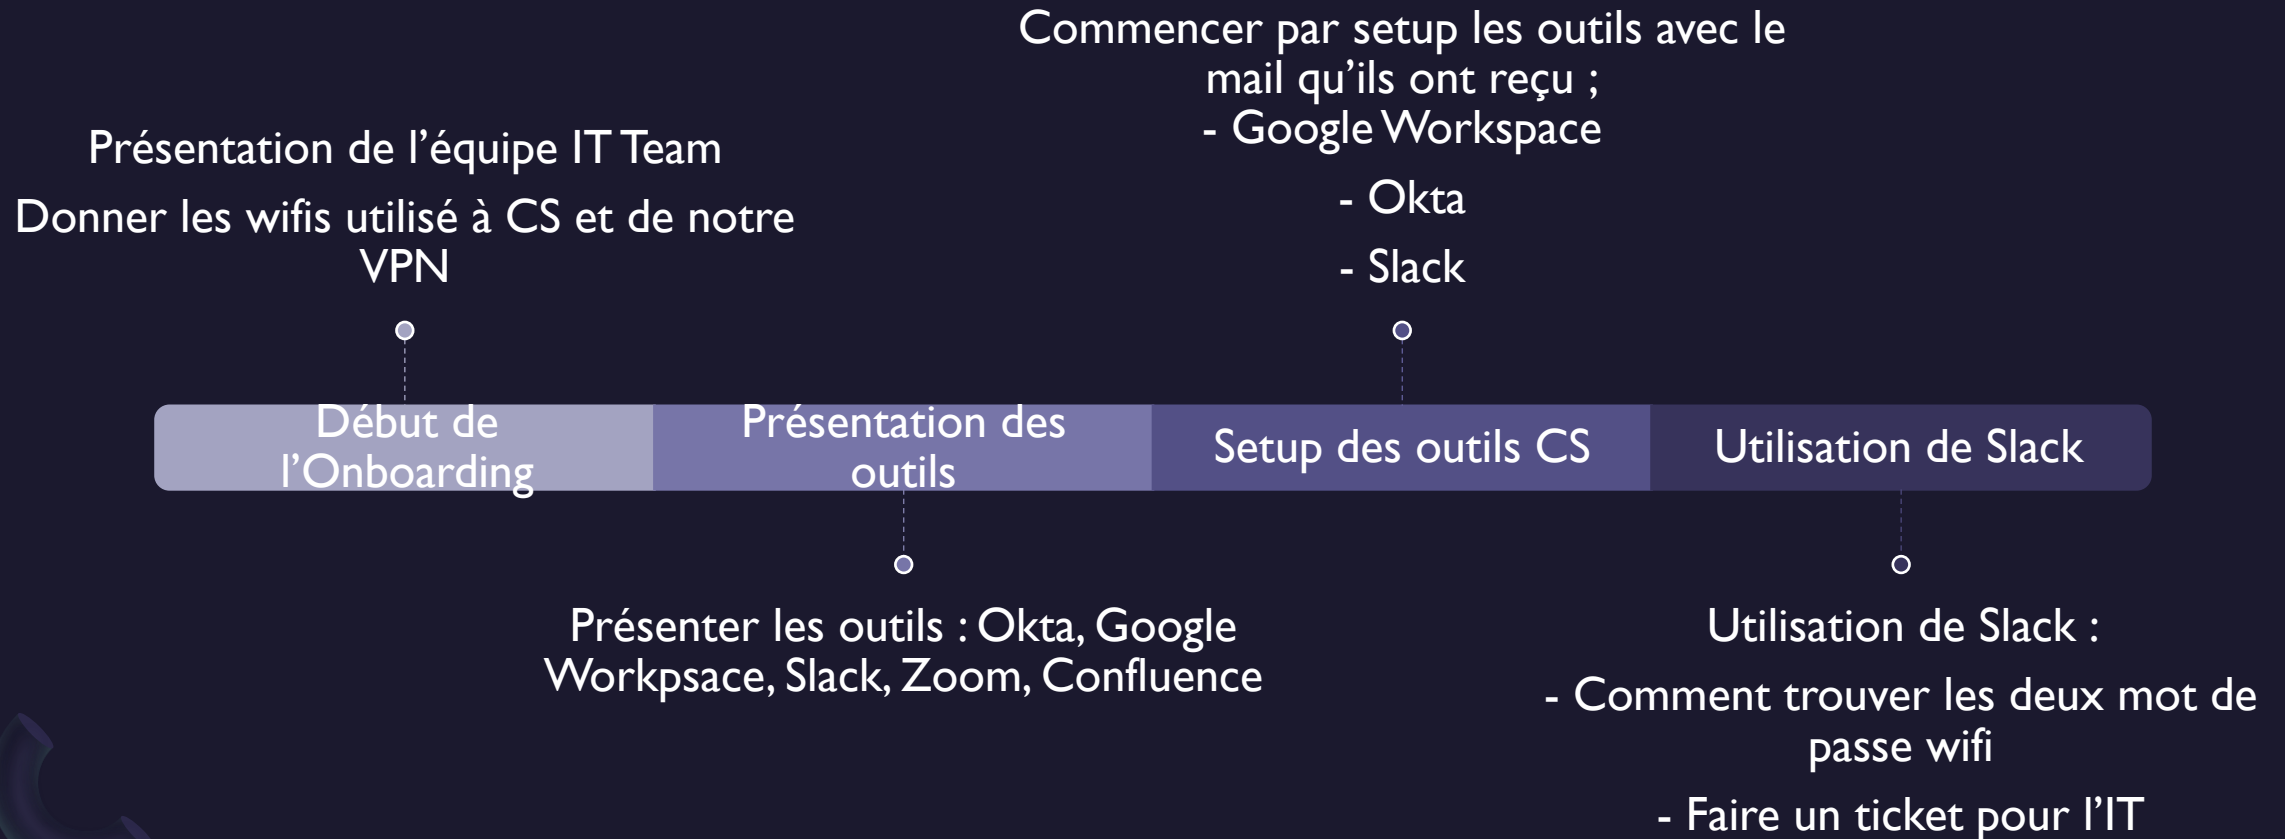 Présentation de l’équipe IT Team
Donner les wifis utilisé à CS et de notre
VPN
Commencer par setup les outils avec le
mail qu’ils ont reçu ;
- Google Workspace
- Okta
- Slack
Début de
l’Onboarding
Présentation des
outils
Setup des outils CS
Utilisation de Slack
Présenter les outils : Okta, Google
Workpsace, Slack, Zoom, Confluence
Utilisation de Slack :
- Comment trouver les deux mot de
passe wifi
- Faire un ticket pour l’IT